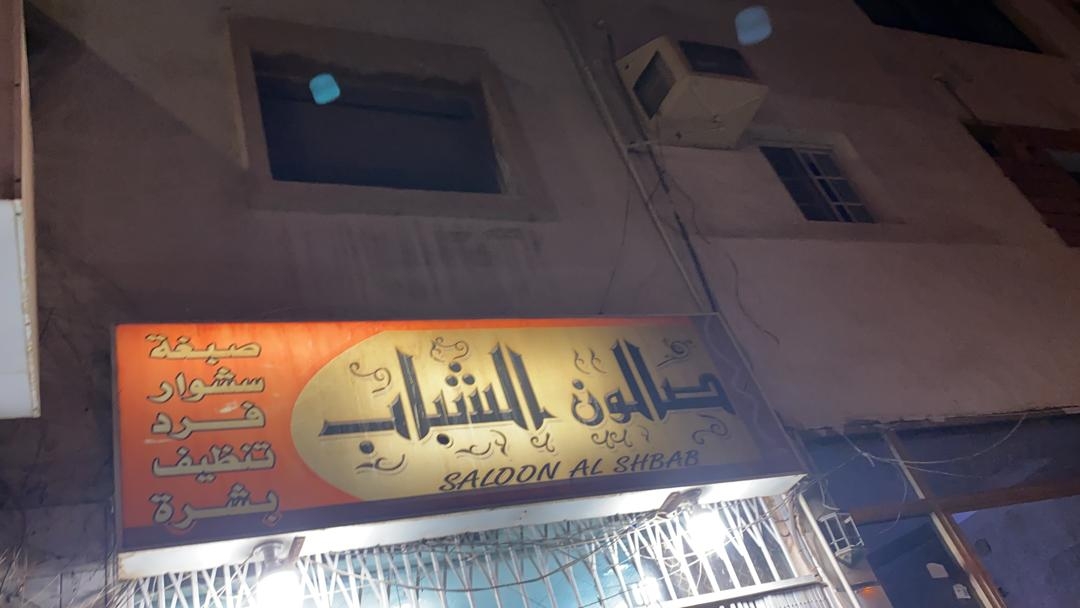 صالون الشباب
SALOON AL SHBAB
صبغة
سشوار
فرد
تنظيف
بشرة